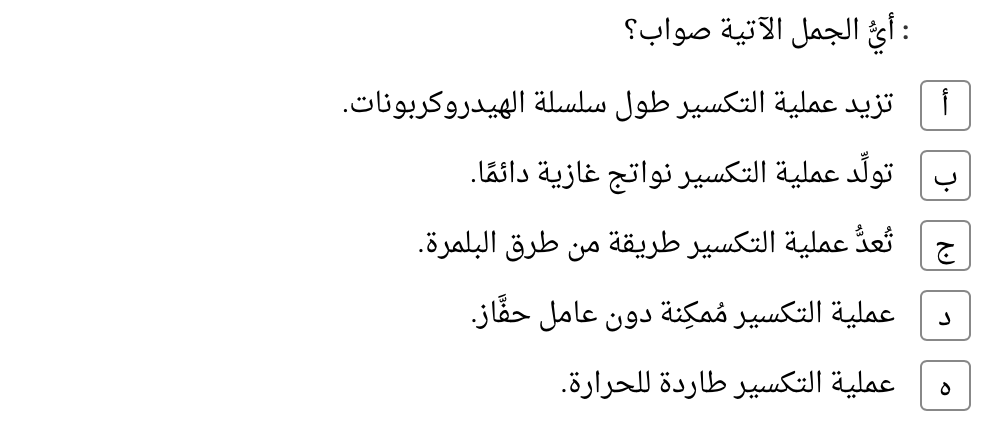 : أيُّ الجمل الآتية صواب؟
أ تزيد عملية التكسير طول سلسلة الهيدروكربونات.
ب تولِّد عملية التكسير نواتج غازية دائمًا.
ج تُعدُّ عملية التكسير طريقة من طرق البلمرة.
د عملية التكسير مُمكِنة دون عامل حفَّاز.
ه عملية التكسير طاردة للحرارة.